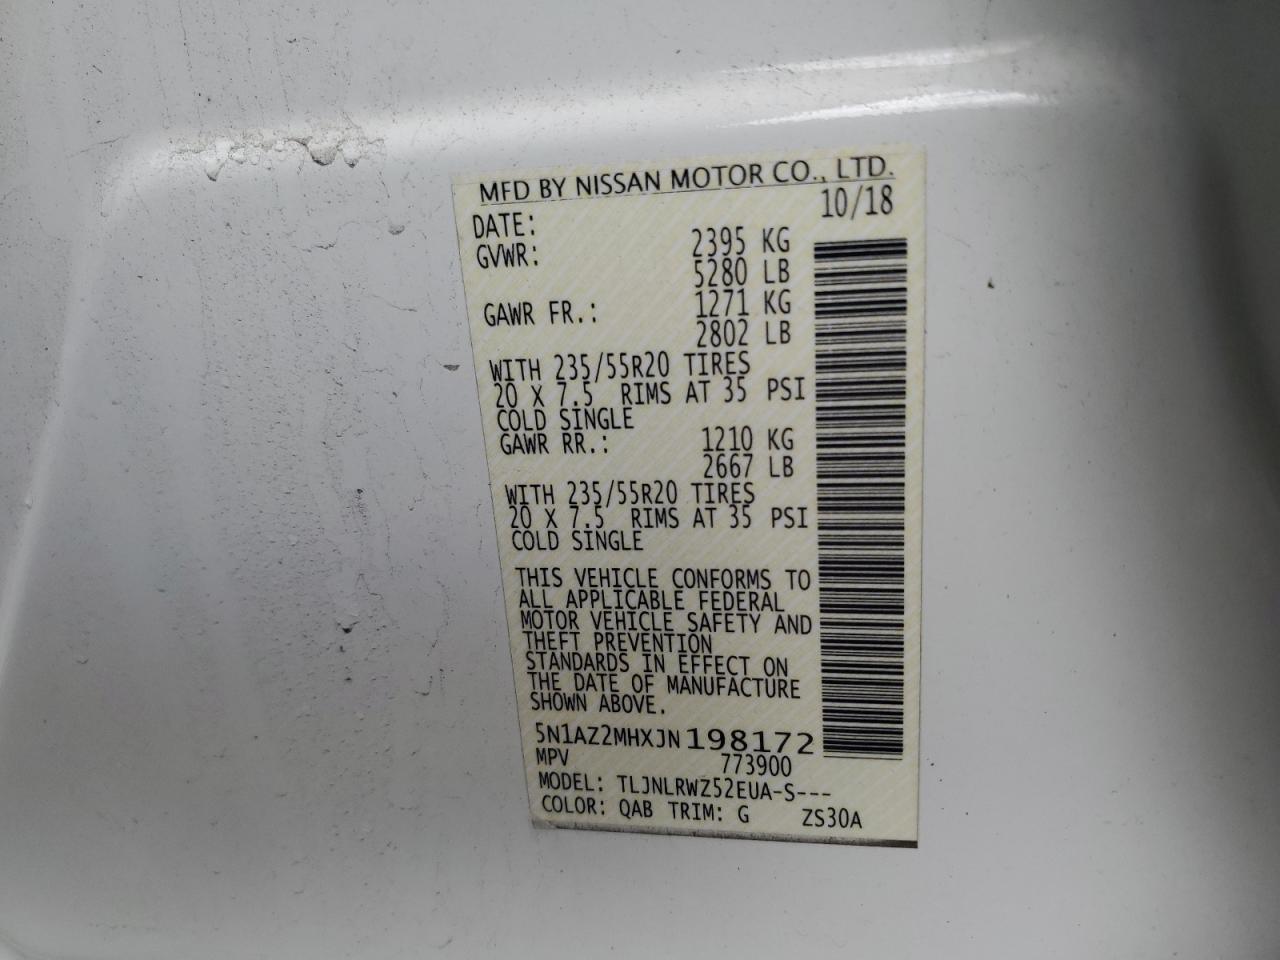 MFD BY NISSAN MOTOR CO., LTD.
DATE: 10/18
GVWR: 2395 KG
5280 LB
GAWR FR.: 1271 KG
2802 LB
WITH 235/55R20 TIRES
20 X 7.5 RIMS AT 35 PSI
COLD SINGLE
GAWR RR.: 1210 KG
2667 LB
WITH 235/55R20 TIRES
20 X 7.5 RIMS AT 35 PSI
COLD SINGLE
THIS VEHICLE CONFORMS TO
ALL APPLICABLE FEDERAL
MOTOR VEHICLE SAFETY AND
THEFT PREVENTION
STANDARDS IN EFFECT ON
THE DATE OF MANUFACTURE
SHOWN ABOVE.
5N1AZ2MHXJN198172
MPV 773900
MODEL: TLJNLRWZ52EUA-S---
COLOR: QAB TRIM: G ZS30A